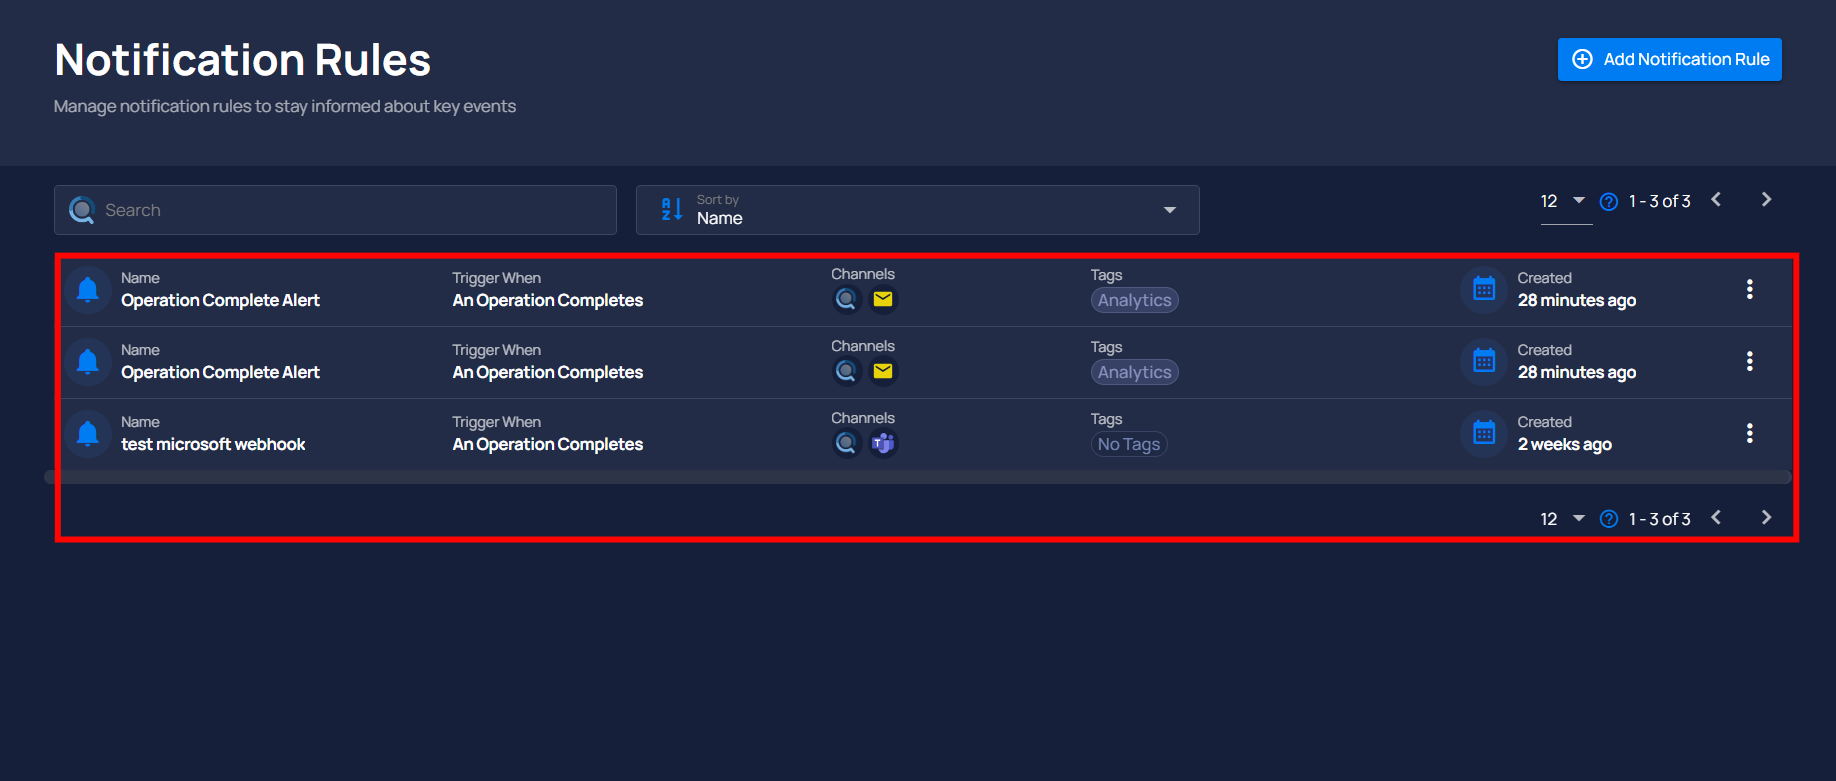 Notification Rules
Add Notification Rule
Manage notification rules to stay informed about key events
Search
Sort by
Name
12
1 - 3 of 3
Name
Operation Complete Alert
Trigger When
An Operation Completes
Channels
Tags
Analytics
Created
28 minutes ago
Name
Operation Complete Alert
Trigger When
An Operation Completes
Channels
Tags
Analytics
Created
28 minutes ago
Name
test microsoft webhook
Trigger When
An Operation Completes
Channels
Tags
No Tags
Created
2 weeks ago
12
1 - 3 of 3